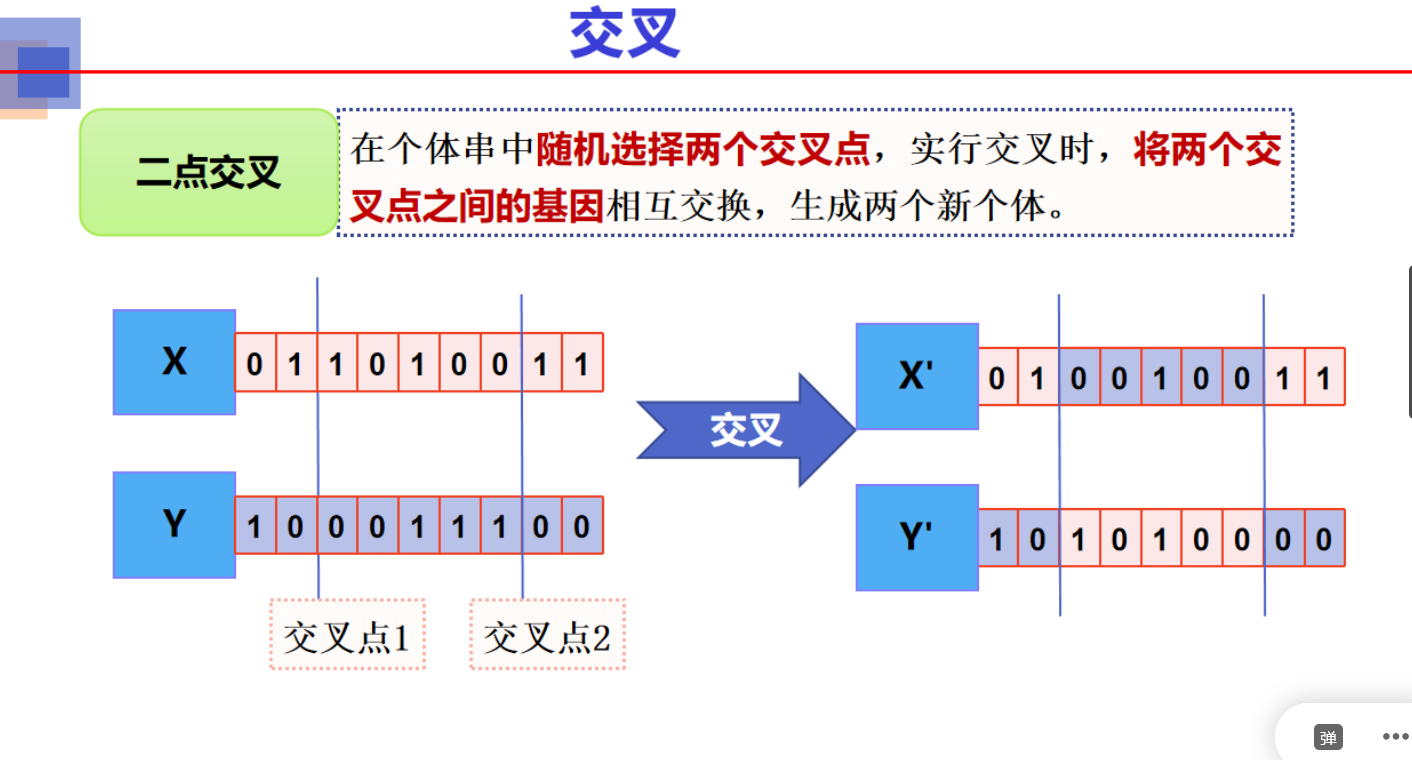 交叉
二点交叉
在个体串中随机选择两个交叉点，实行交叉时，将两个交
叉点之间的基因相互交换，生成两个新个体。
X 0 1 1 0 1 0 0 1 1
Y 1 0 0 0 1 1 1 0 0
交叉点1
交叉点2
交叉
X' 0 1 0 0 1 0 0 1 1
Y' 1 0 1 0 1 0 0 0 0
弹